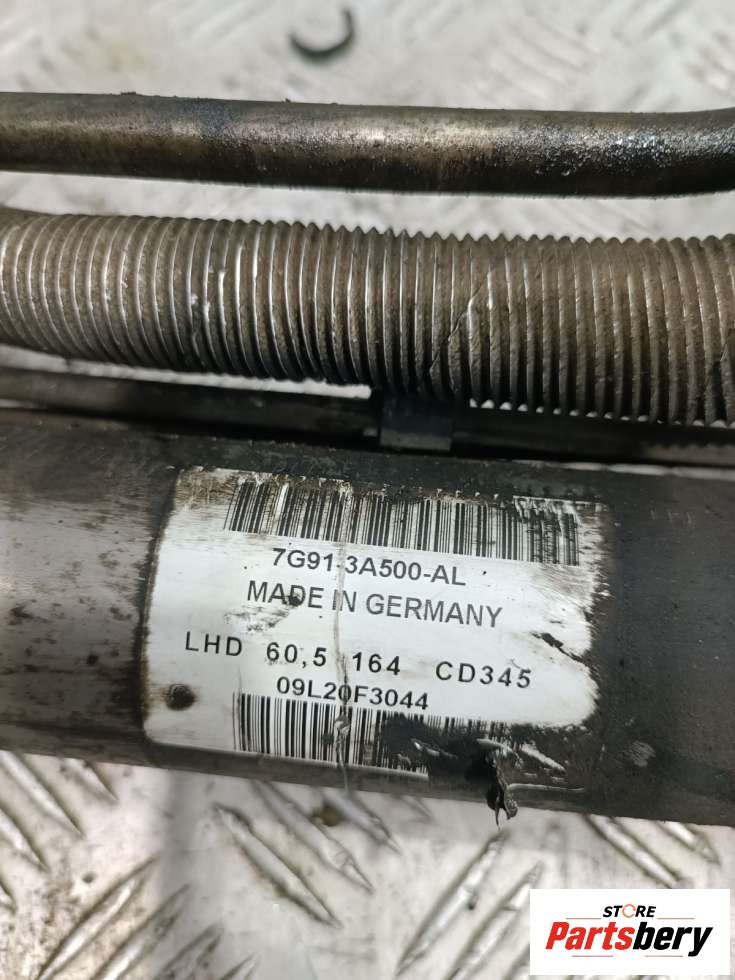 7G91-3A500-AL
MADE IN GERMANY
LHD 60,5 164 CD345
09L20F3044
STORE
Partsbery